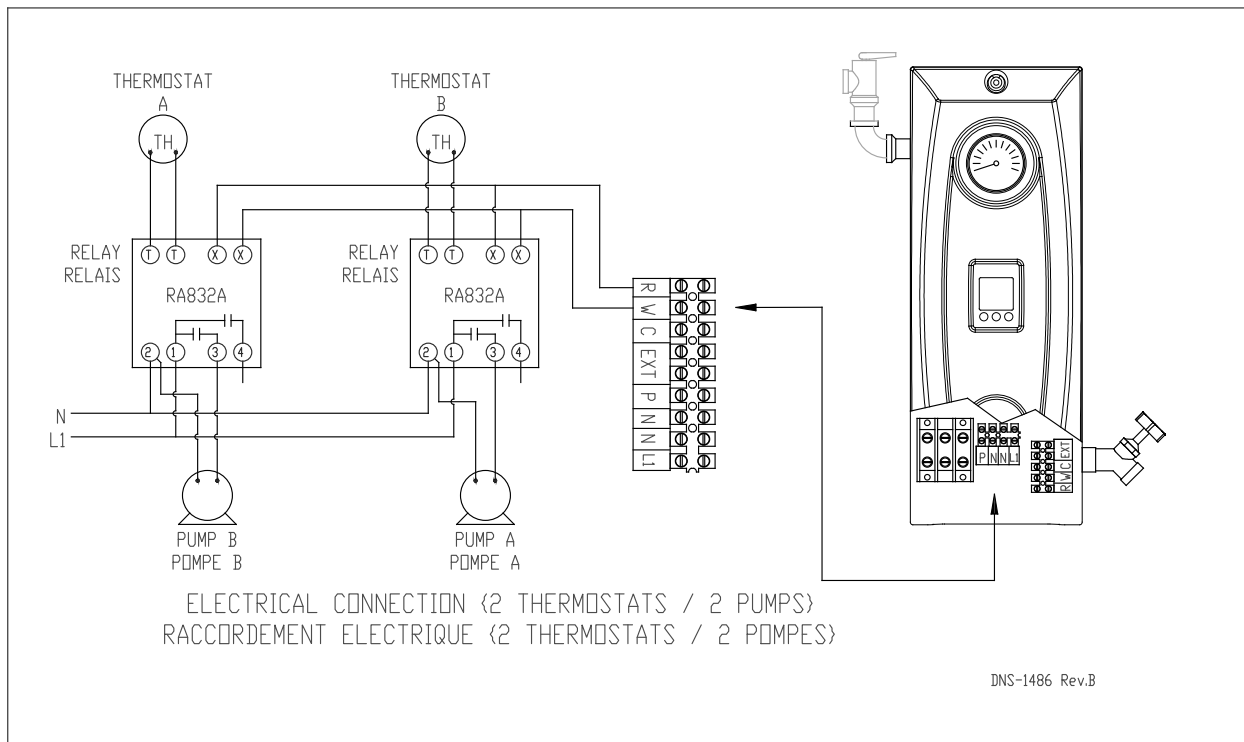 THERMOSTAT
A
TH
THERMOSTAT
B
TH
RELAY
RELAIS
T T X X
RA832A
2 1 3 4
RELAY
RELAIS
T T X X
RA832A
2 1 3 4
N
L1
PUMP B
POMPE B
PUMP A
POMPE A
R
W
C
EXT
P
N
N
L1
P N N L1
R W C EXT
ELECTRICAL CONNECTION {2 THERMOSTATS / 2 PUMPS}
RACCORDEMENT ELECTRIQUE {2 THERMOSTATS / 2 POMPES}
DNS-1486 Rev.B